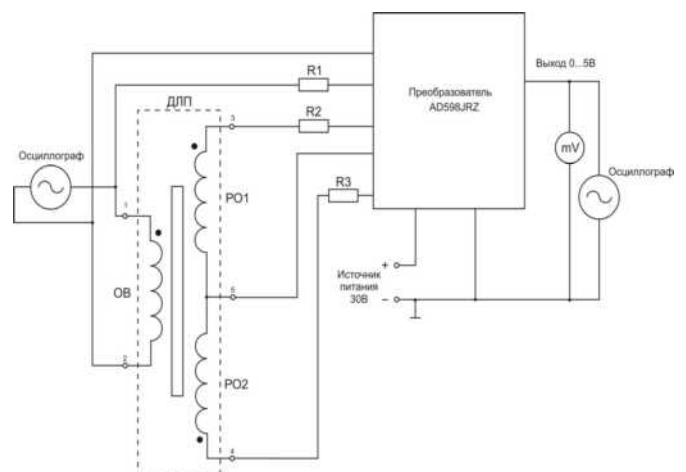 Преобразователь
AD598JRZ
Выход 0...5В
R1
ДЛП
R2
3
Осциллограф
mV
Осциллограф
R3
РО1
1
+
Источник
питания
30В
−
ОВ
5
2
РО2
4